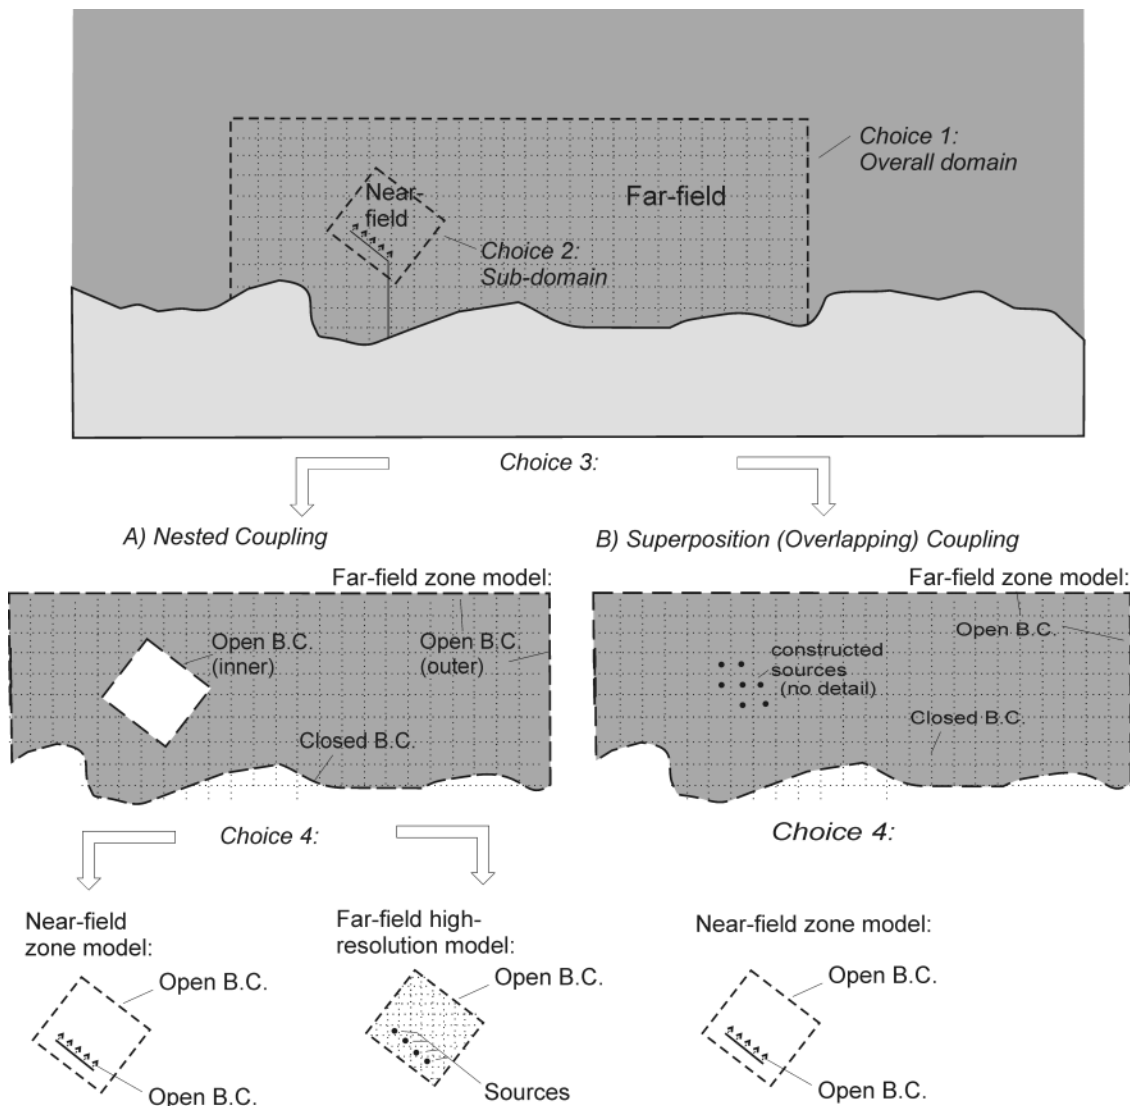 Choice 1:
Overall domain
Near-
field
Far-field
Choice 2:
Sub-domain
Choice 3:
A) Nested Coupling
B) Superposition (Overlapping) Coupling
Far-field zone model:
Open B.C.
(inner)
Open B.C.
(outer)
Closed B.C.
Far-field zone model:
Open B.C.
constructed
sources
(no detail)
Closed B.C.
Choice 4:
Choice 4:
Near-field
zone model:
Open B.C.
Open B.C.
Far-field high-
resolution model:
Open B.C.
Sources
Near-field zone model:
Open B.C.
Open B.C.